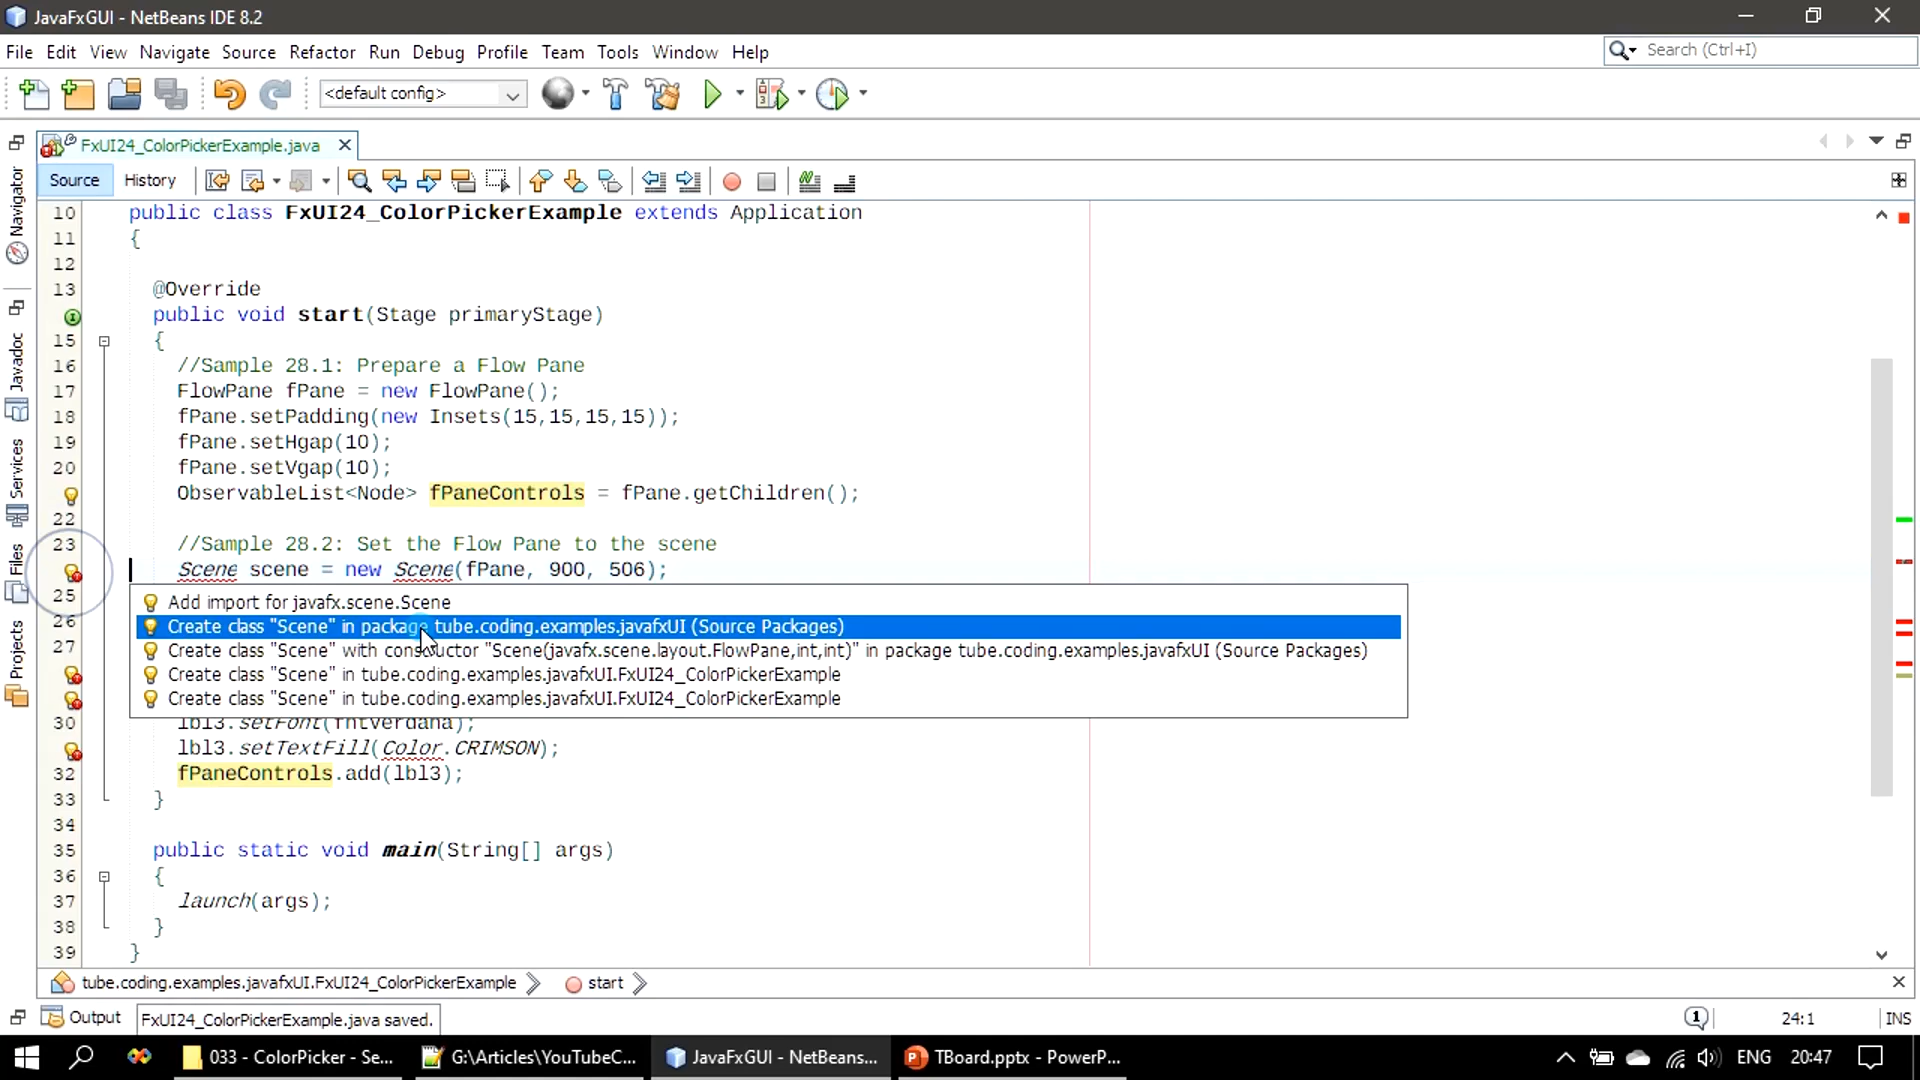 JavaFxGUI - NetBeans IDE 8.2
File Edit View Navigate Source Refactor Run Debug Profile Team Tools Window Help
Search (Ctrl+I)
<default config>
FxUI24_ColorPickerExample.java
Source History
Navigator
Javadoc
Services
Files
Projects
10 public class FxUI24_ColorPickerExample extends Application
11 {
12
13 @Override
public void start(Stage primaryStage)
15 {
16 //Sample 28.1: Prepare a Flow Pane
17 FlowPane fPane = new FlowPane();
18 fPane.setPadding(new Insets(15,15,15,15));
19 fPane.setHgap(10);
20 fPane.setVgap(10);
ObservableList<Node> fPaneControls = fPane.getChildren();
22
23 //Sample 28.2: Set the Flow Pane to the scene
Scene scene = new Scene(fPane, 900, 506);
25
Add import for javafx.scene.Scene
26 Create class "Scene" in package tube.coding.examples.javafxUI (Source Packages)
27 Create class "Scene" with constructor "Scene(javafx.scene.layout.FlowPane,int,int)" in package tube.coding.examples.javafxUI (Source Packages)
Create class "Scene" in tube.coding.examples.javafxUI.FxUI24_ColorPickerExample
Create class "Scene" in tube.coding.examples.javafxUI.FxUI24_ColorPickerExample
30 lbl3.setFont(fntVerdana);
lbl3.setTextFill(Color.CRIMSON);
32 fPaneControls.add(lbl3);
33 }
34
35 public static void main(String[] args)
36 {
37 launch(args);
38 }
39 }
tube.coding.examples.javafxUI.FxUI24_ColorPickerExample start
Output FxUI24_ColorPickerExample.java saved. 1 24:1 INS
033 - ColorPicker - Se... G:\Articles\YouTubeC... JavaFxGUI - NetBeans... TBoard.pptx - PowerP... ENG 20:47